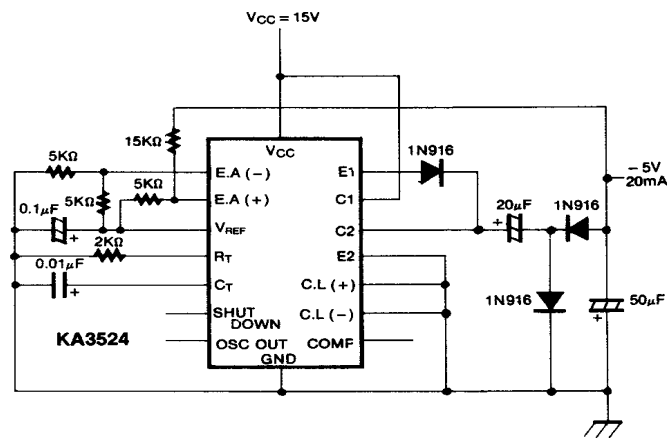 VCC = 15V
15KΩ
VCC
1N916
5KΩ
E.A (-)
E1
- 5V
20mA
5KΩ
5KΩ
E.A (+)
C1
0.1µF
+
VREF
C2
20µF
+
1N916
2KΩ
RT
E2
0.01µF
+
CT
C.L (+)
1N916
50µF
+
SHUT
DOWN
C.L (-)
KA3524
OSC OUT
COMP
GND